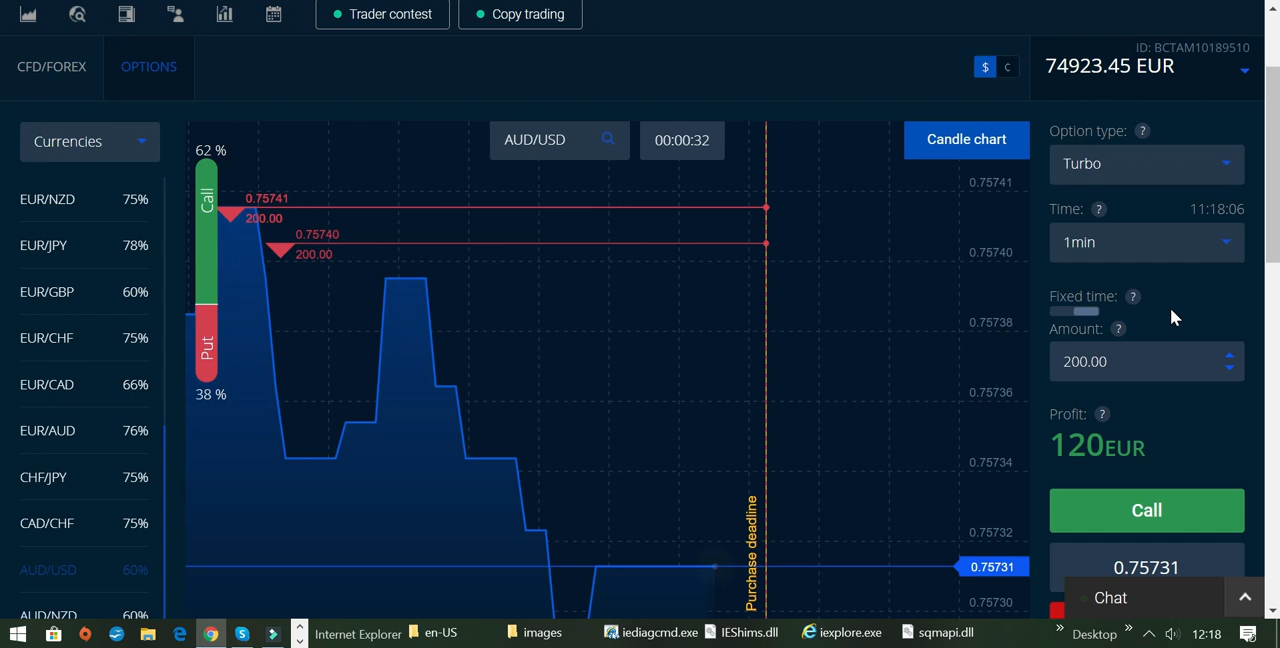 Trader contest
Copy trading
CFD/FOREX
OPTIONS
$ ₵
ID: BCTAM10189510
74923.45 EUR
Currencies
EUR/NZD 75%
EUR/JPY 78%
EUR/GBP 60%
EUR/CHF 75%
EUR/CAD 66%
EUR/AUD 76%
CHF/JPY 75%
CAD/CHF 75%
AUD/USD 60%
AUD/NZD 60%
62 %
Call
Put
38 %
AUD/USD
00:00:32
Candle chart
0.75741
200.00
0.75740
200.00
Purchase deadline
0.75741
0.75740
0.75738
0.75736
0.75734
0.75732
0.75731
0.75730
Option type: ?
Turbo
Time: ? 11:18:06
1min
Fixed time: ?
Amount: ?
200.00
Profit: ?
120EUR
Call
0.75731
Chat
Internet Explorer
en-US
images
iediagcmd.exe
IEShims.dll
iexplore.exe
sqmapi.dll
»
Desktop
»
12:18